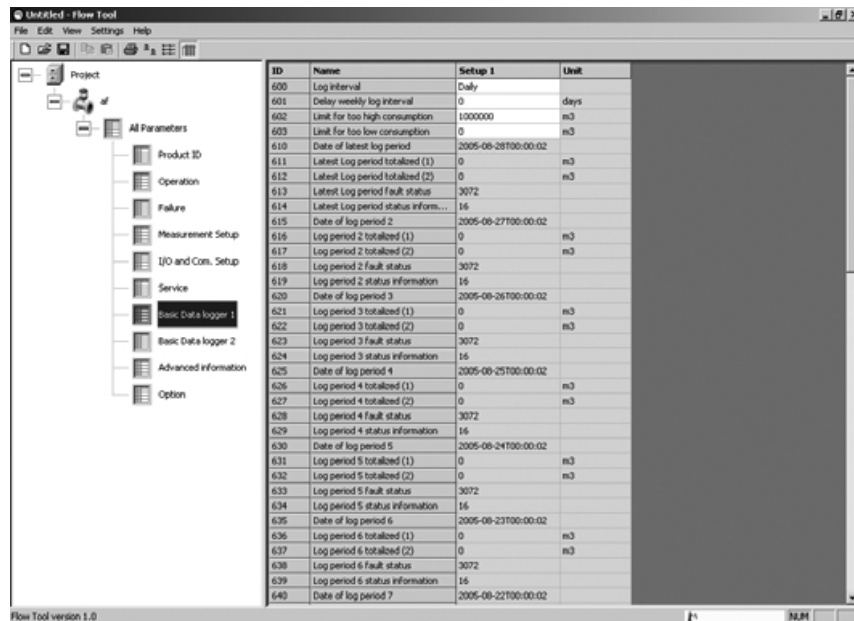 Untitled - Flow Tool
File Edit View Settings Help
Project
af
All Parameters
Product ID
Operation
Failure
Measurement Setup
I/O and Com. Setup
Service
Basic Data logger 1
Basic Data logger 2
Advanced information
Option
ID Name Setup 1 Unit
600 Log interval Daily
601 Delay weekly log interval 0 days
602 Limit for too high consumption 1000000 m3
603 Limit for too low consumption 0 m3
610 Date of latest log period 2005-08-28T00:00:02
611 Latest Log period totalized (1) 0 m3
612 Latest Log period totalized (2) 0 m3
613 Latest Log period fault status 3072
614 Latest Log period status inform... 16
615 Date of log period 2 2005-08-27T00:00:02
616 Log period 2 totalized (1) 0 m3
617 Log period 2 totalized (2) 0 m3
618 Log period 2 fault status 3072
619 Log period 2 status information 16
620 Date of log period 3 2005-08-26T00:00:02
621 Log period 3 totalized (1) 0 m3
622 Log period 3 totalized (2) 0 m3
623 Log period 3 fault status 3072
624 Log period 3 status information 16
625 Date of log period 4 2005-08-25T00:00:02
626 Log period 4 totalized (1) 0 m3
627 Log period 4 totalized (2) 0 m3
628 Log period 4 fault status 3072
629 Log period 4 status information 16
630 Date of log period 5 2005-08-24T00:00:02
631 Log period 5 totalized (1) 0 m3
632 Log period 5 totalized (2) 0 m3
633 Log period 5 fault status 3072
634 Log period 5 status information 16
635 Date of log period 6 2005-08-23T00:00:02
636 Log period 6 totalized (1) 0 m3
637 Log period 6 totalized (2) 0 m3
638 Log period 6 fault status 3072
639 Log period 6 status information 16
640 Date of log period 7 2005-08-22T00:00:02
Flow Tool version 1.0 NUM